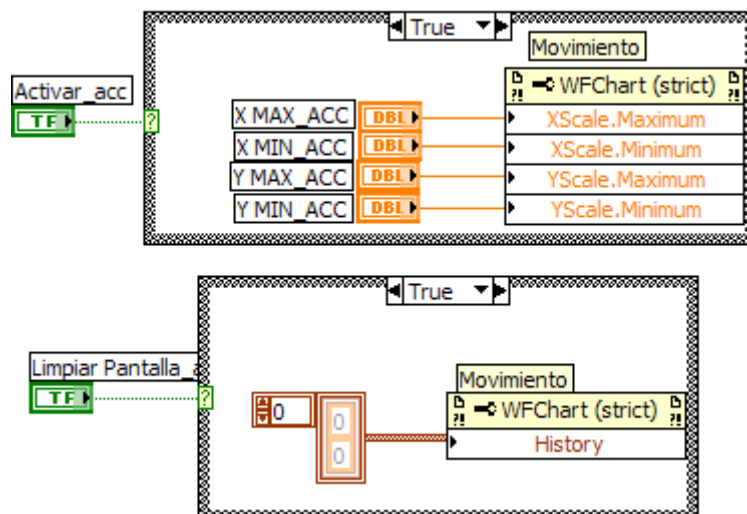 True
Movimiento
Activar_acc
TF
?
WFChart (strict)
X MAX_ACC DBL XScale.Maximum
X MIN_ACC DBL XScale.Minimum
Y MAX_ACC DBL YScale.Maximum
Y MIN_ACC DBL YScale.Minimum
True
Limpiar Pantalla_a
TF
?
Movimiento
0
0
0
WFChart (strict)
History